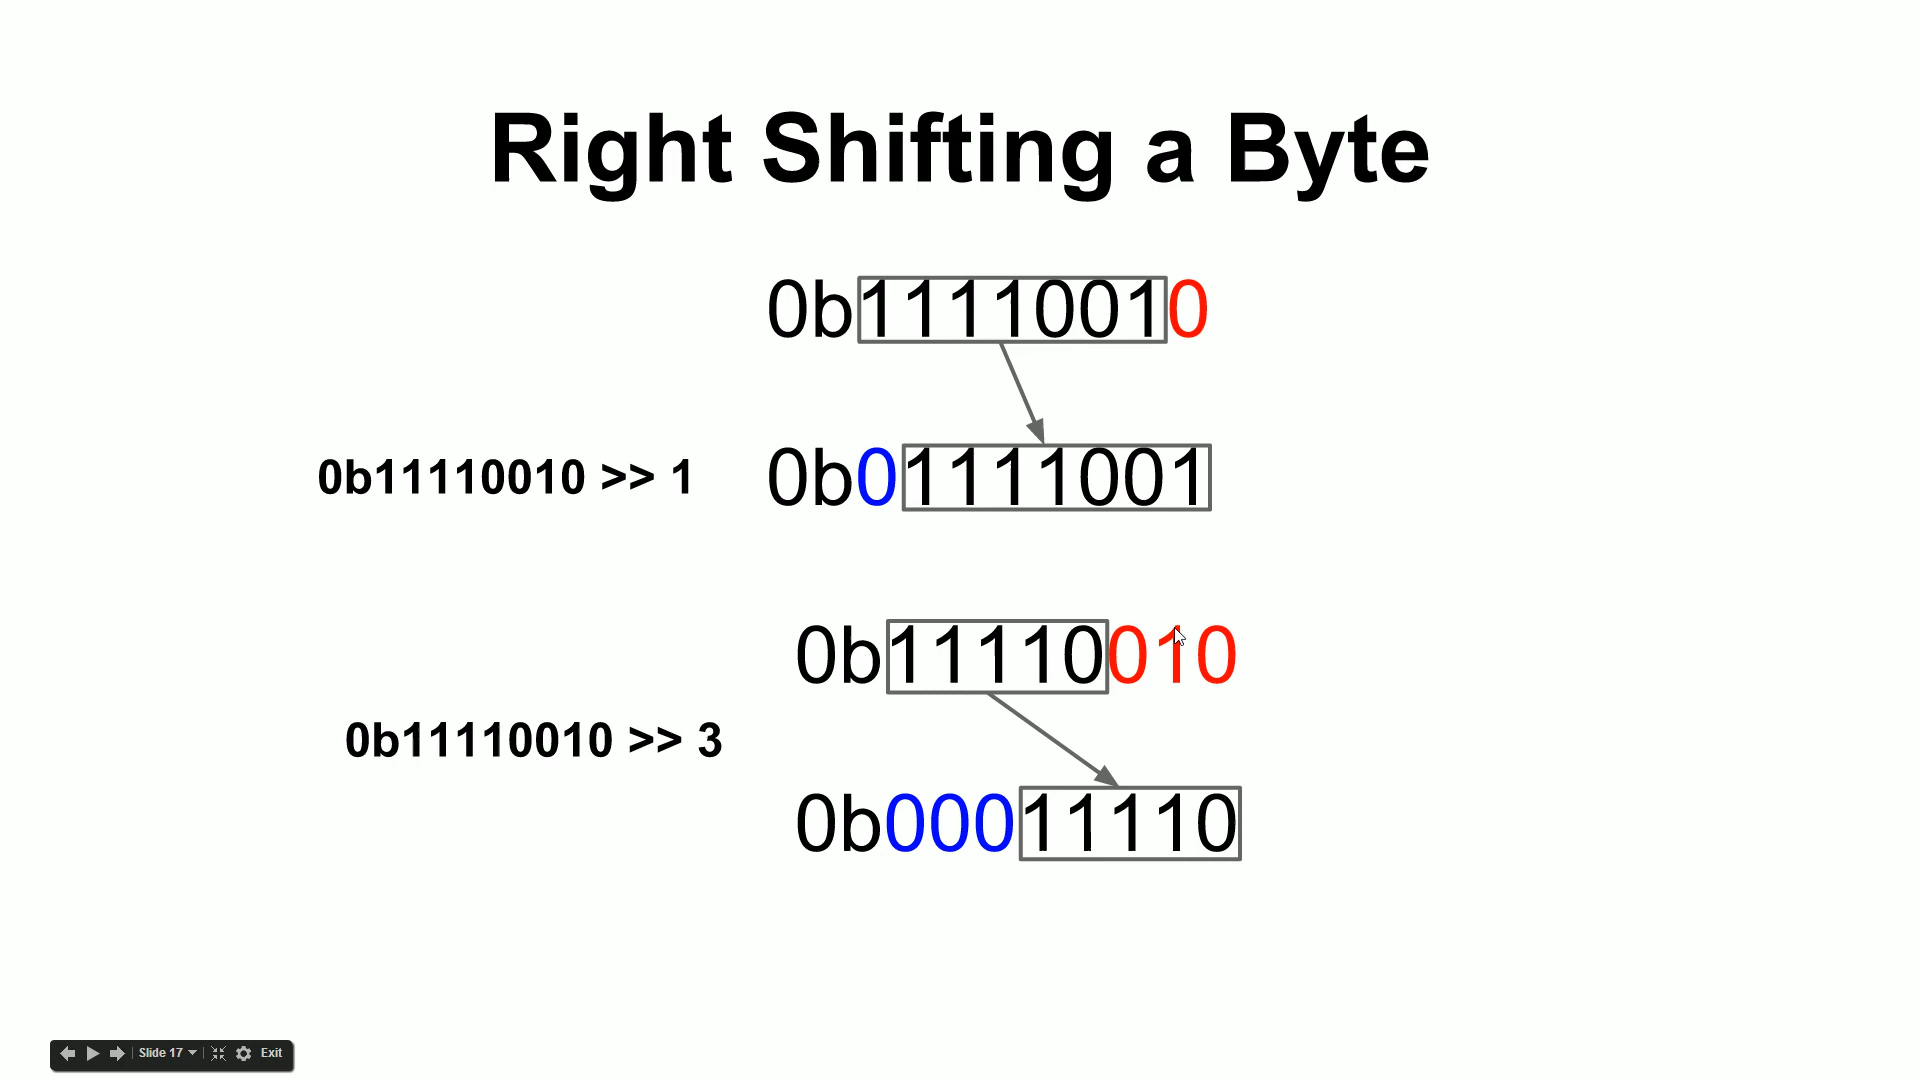 Right Shifting a Byte
0b11110010
0b11110010 >> 1 0b01111001
0b11110010
0b11110010 >> 3
0b00011110
Slide 17 Exit